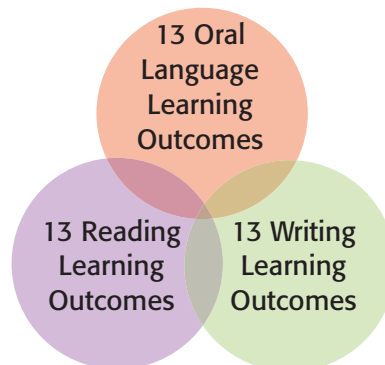 13 Oral
Language
Learning
Outcomes
13 Reading
Learning
Outcomes
13 Writing
Learning
Outcomes